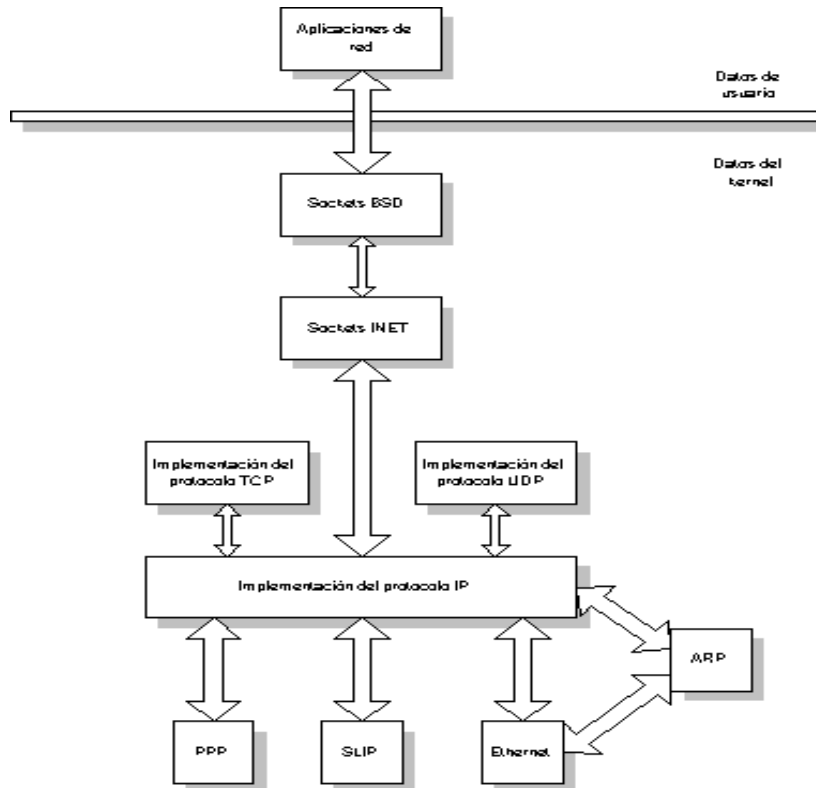 Aplicaciones de
red
Datos de
usuario
Datos del
kernel
Sockets BSD
Sockets INET
Implementación del
protocolo TCP
Implementación del
protocolo UDP
Implementación del protocolo IP
ARP
PPP
SLIP
Ethernet